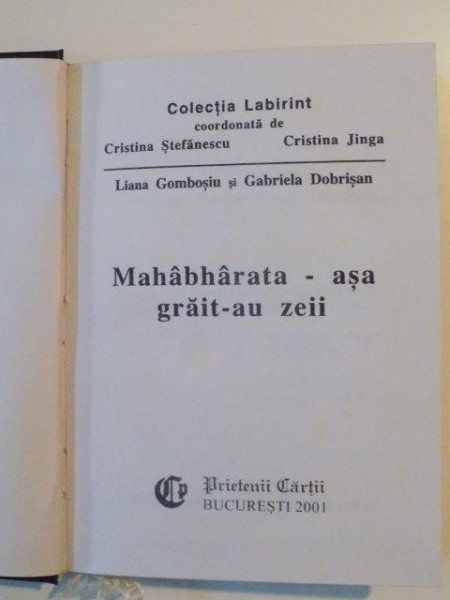 Colecția Labirint
coordonată de
Cristina Ștefănescu Cristina Jinga
Liana Gomboșiu și Gabriela Dobrișan
Mahâbhârata - așa
grăit-au zeii
Cp Prietenii Cărții
BUCUREȘTI 2001